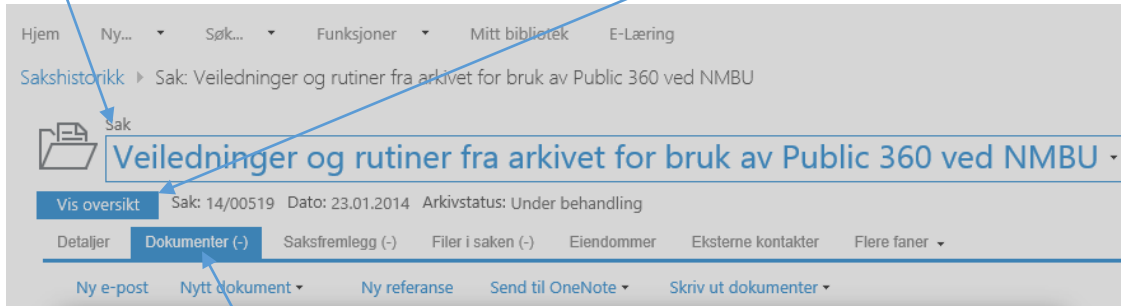 Hjem Ny... Søk... Funksjoner Mitt bibliotek E-Læring
Sakshistorikk Sak: Veiledninger og rutiner fra arkivet for bruk av Public 360 ved NMBU
Sak
Veiledninger og rutiner fra arkivet for bruk av Public 360 ved NMBU
Vis oversikt Sak: 14/00519 Dato: 23.01.2014 Arkivstatus: Under behandling
Detaljer Dokumenter (-) Saksfremlegg (-) Filer i saken (-) Eiendommer Eksterne kontakter Flere faner
Ny e-post Nytt dokument Ny referanse Send til OneNote Skriv ut dokumenter